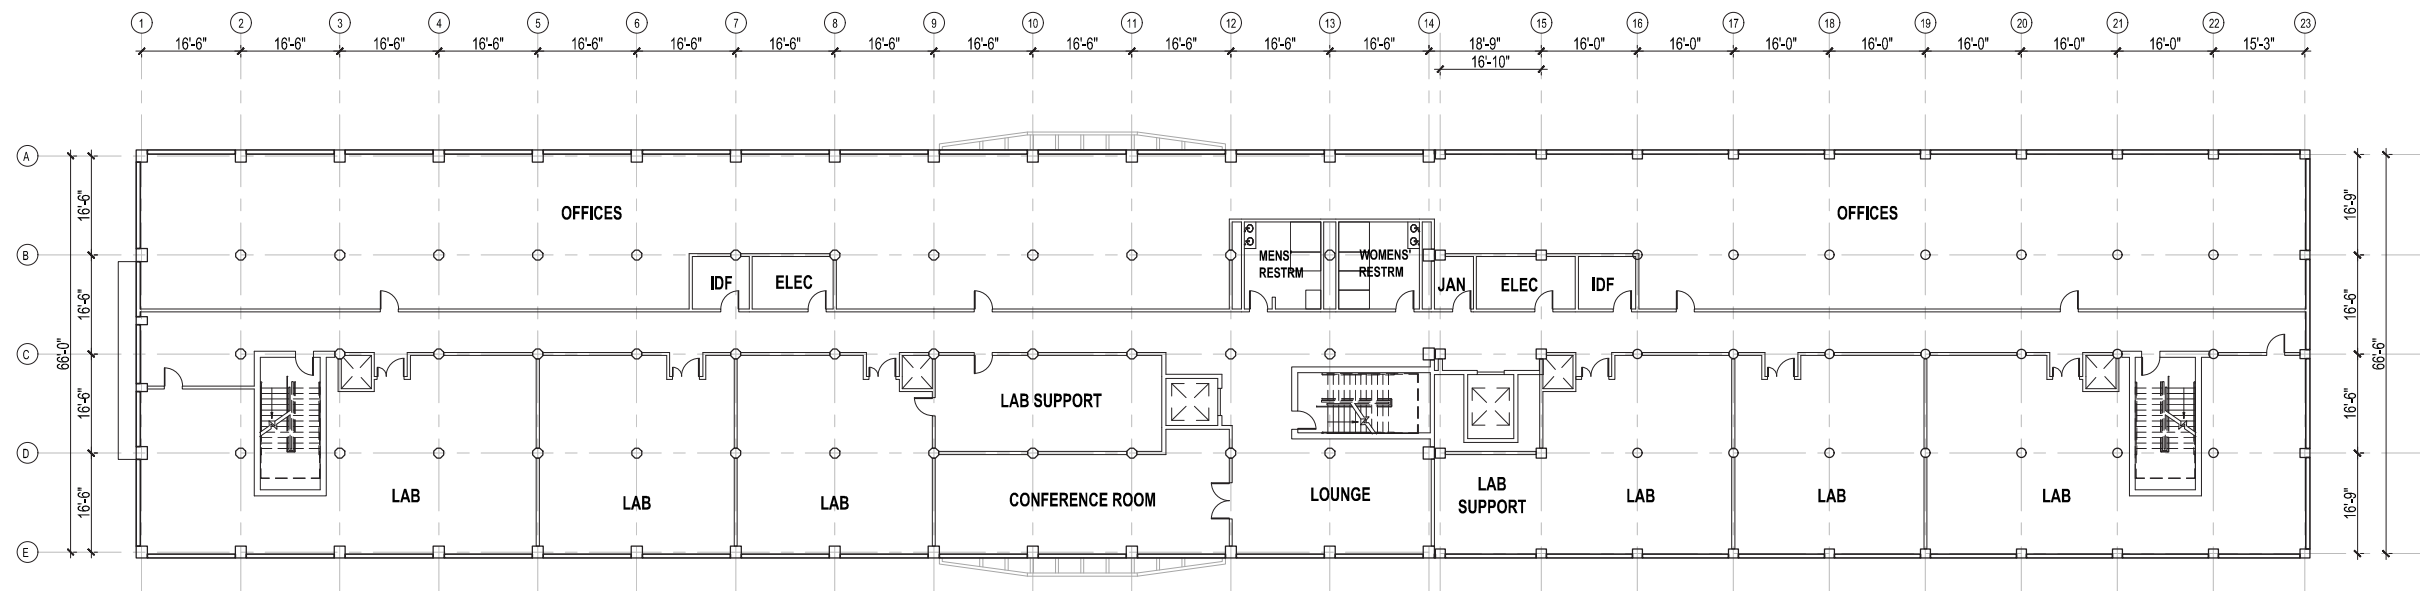 1 2 3 4 5 6 7 8 9 10 11 12 13 14 15 16 17 18 19 20 21 22 23
16'-6" 16'-6" 16'-6" 16'-6" 16'-6" 16'-6" 16'-6" 16'-6" 16'-6" 16'-6" 16'-6" 16'-6" 16'-6" 18'-9" 16'-0" 16'-0" 16'-0" 16'-0" 16'-0" 16'-0" 16'-0" 15'-3"
16'-10"
A
B
C
D
E
16'-6"
16'-6"
16'-6"
16'-6"
66'-0"
OFFICES
OFFICES
IDF
ELEC
MENS'
RESTRM
WOMENS'
RESTRM
JAN
ELEC
IDF
LAB SUPPORT
LAB
LAB
LAB
CONFERENCE ROOM
LOUNGE
LAB
SUPPORT
LAB
LAB
LAB
16'-9"
16'-6"
16'-6"
16'-9"
66'-6"